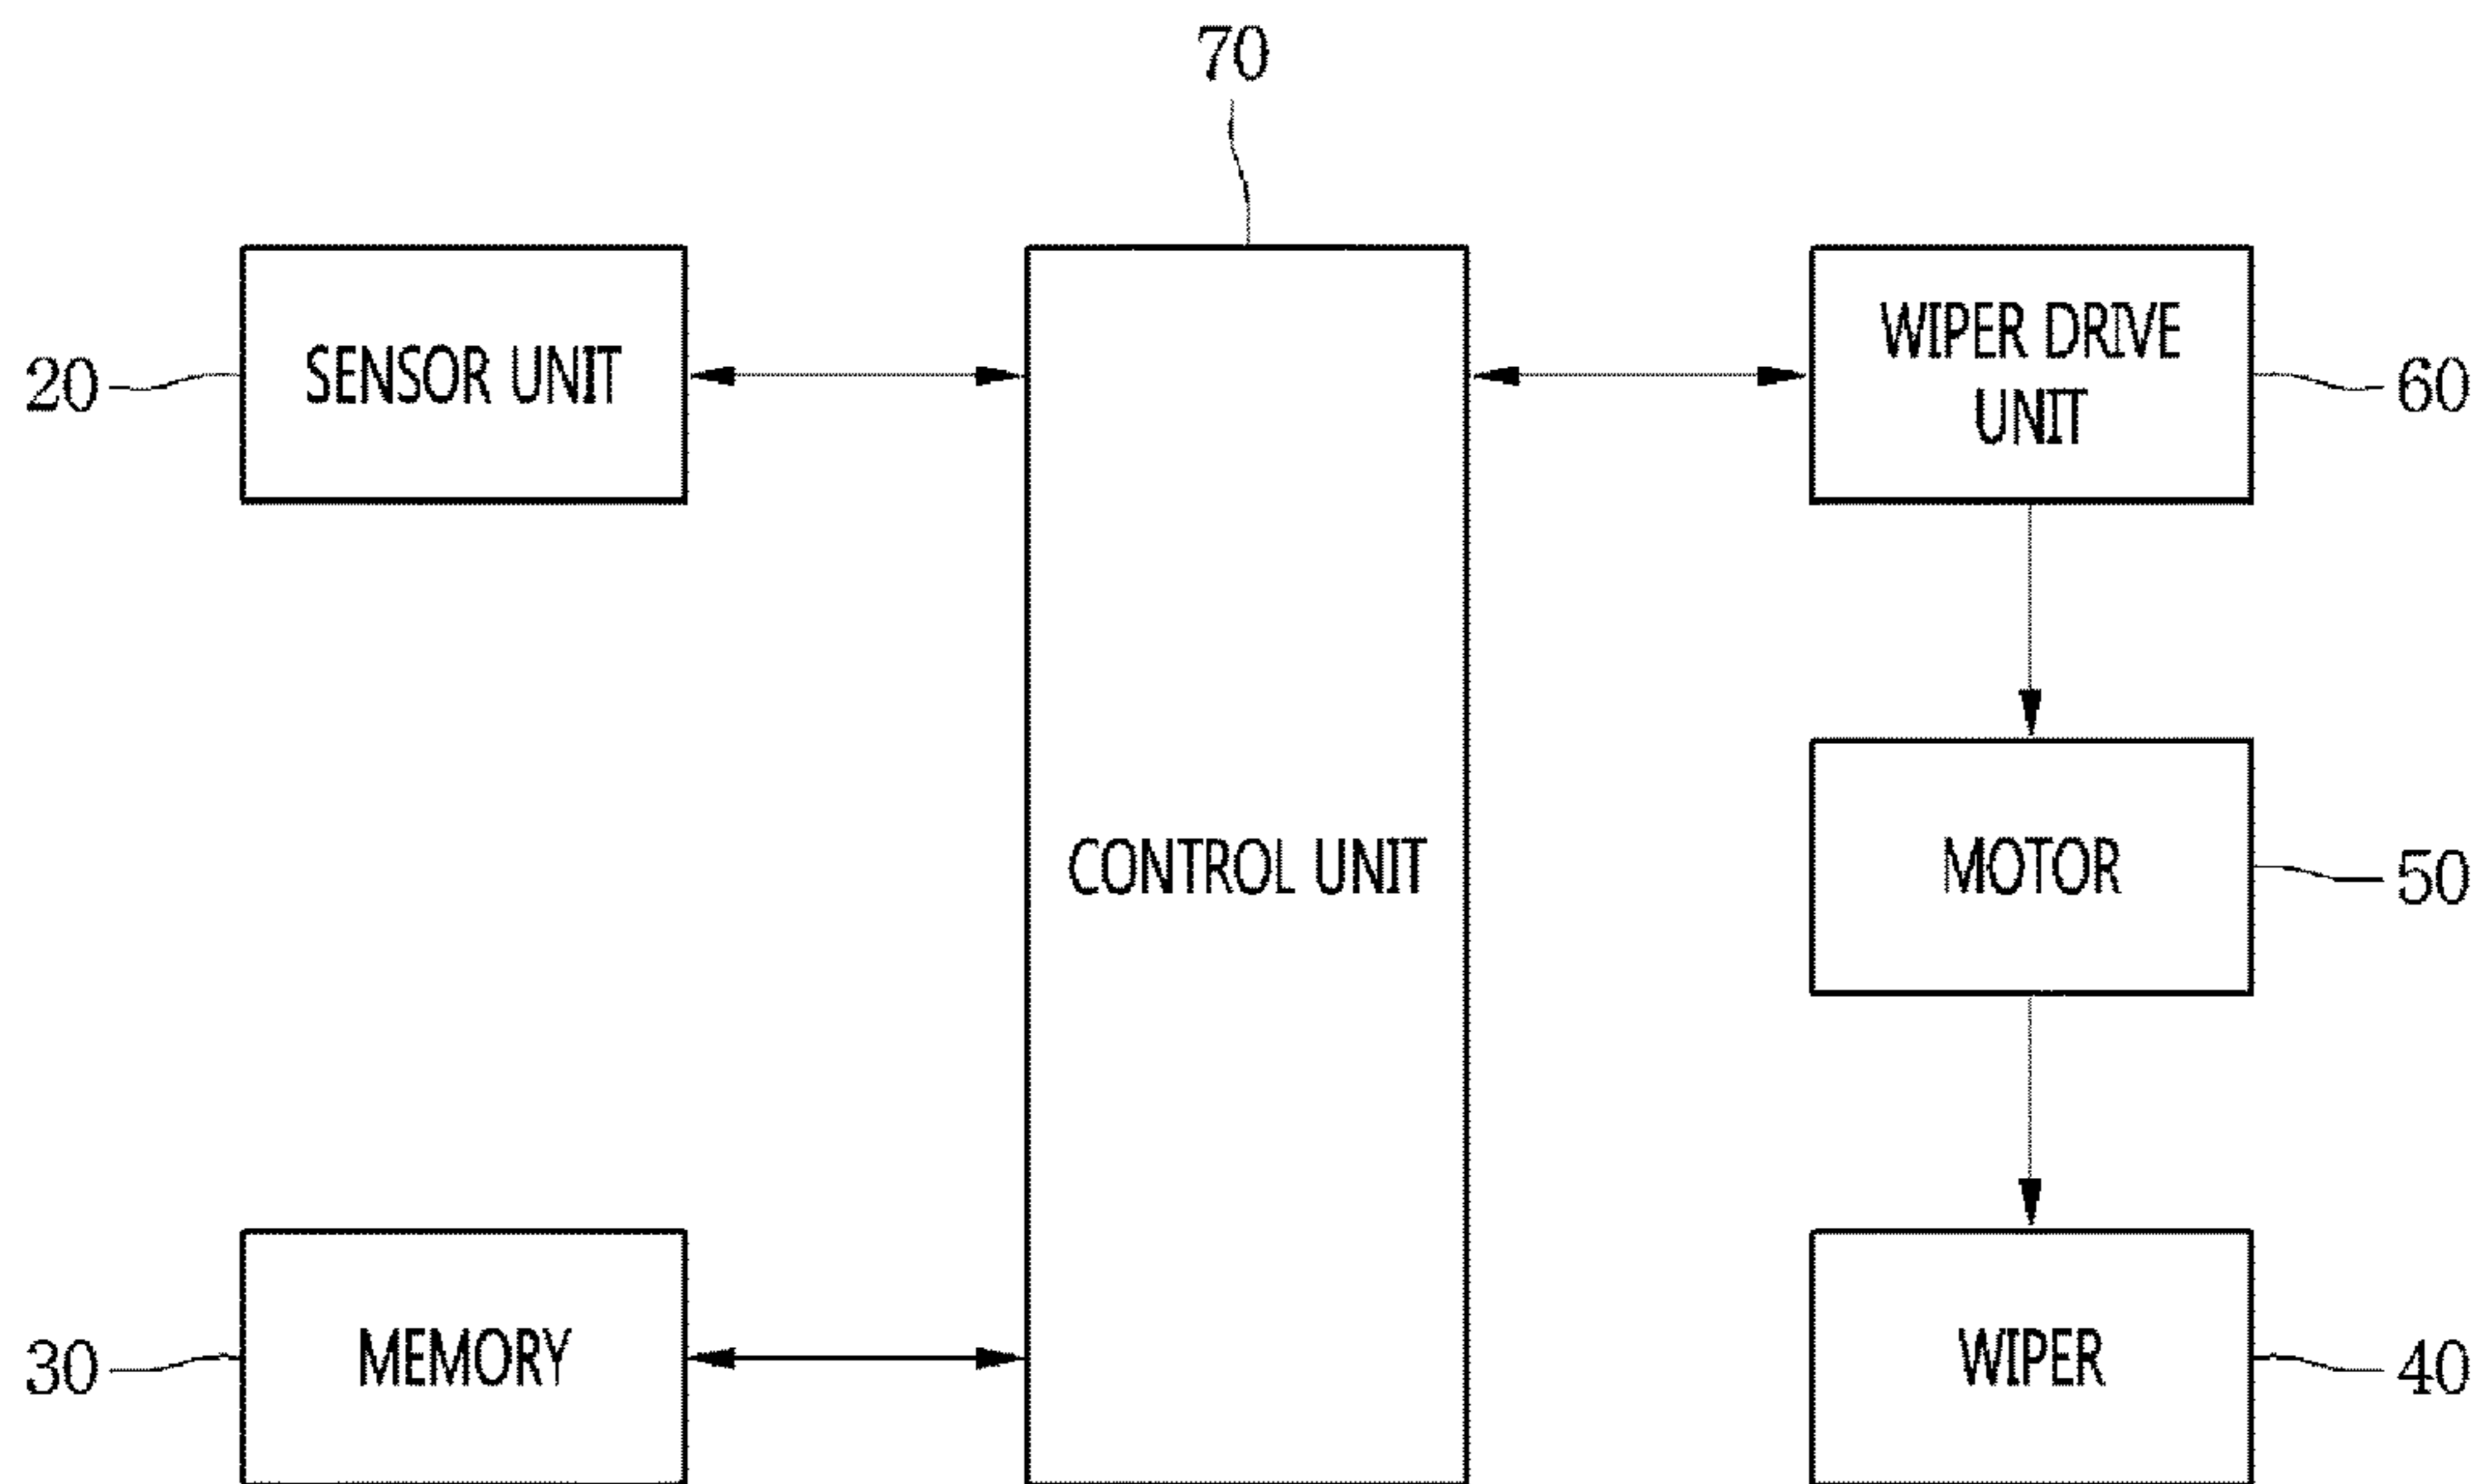 70
SENSOR UNIT
20
WIPER DRIVE
UNIT
60
CONTROL UNIT
MOTOR
50
MEMORY
30
WIPER
40